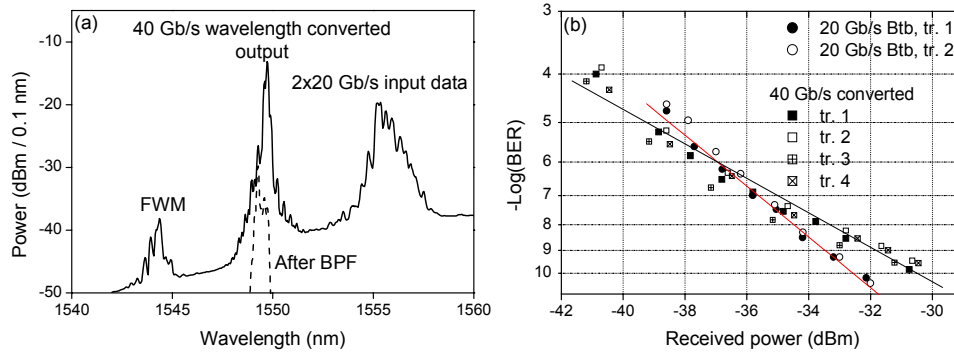 (a)
40 Gb/s wavelength converted
output
2x20 Gb/s input data
FWM
After BPF
-5
-10
-20
-30
-40
-50
Power (dBm / 0.1 nm)
1540
1545
1550
1555
1560
Wavelength (nm)
(b)
20 Gb/s Btb, tr. 1
20 Gb/s Btb, tr. 2
40 Gb/s converted
tr. 1
tr. 2
tr. 3
tr. 4
-3
4
5
6
7
8
9
10
-Log(BER)
-42
-40
-38
-36
-34
-32
-30
Received power (dBm)